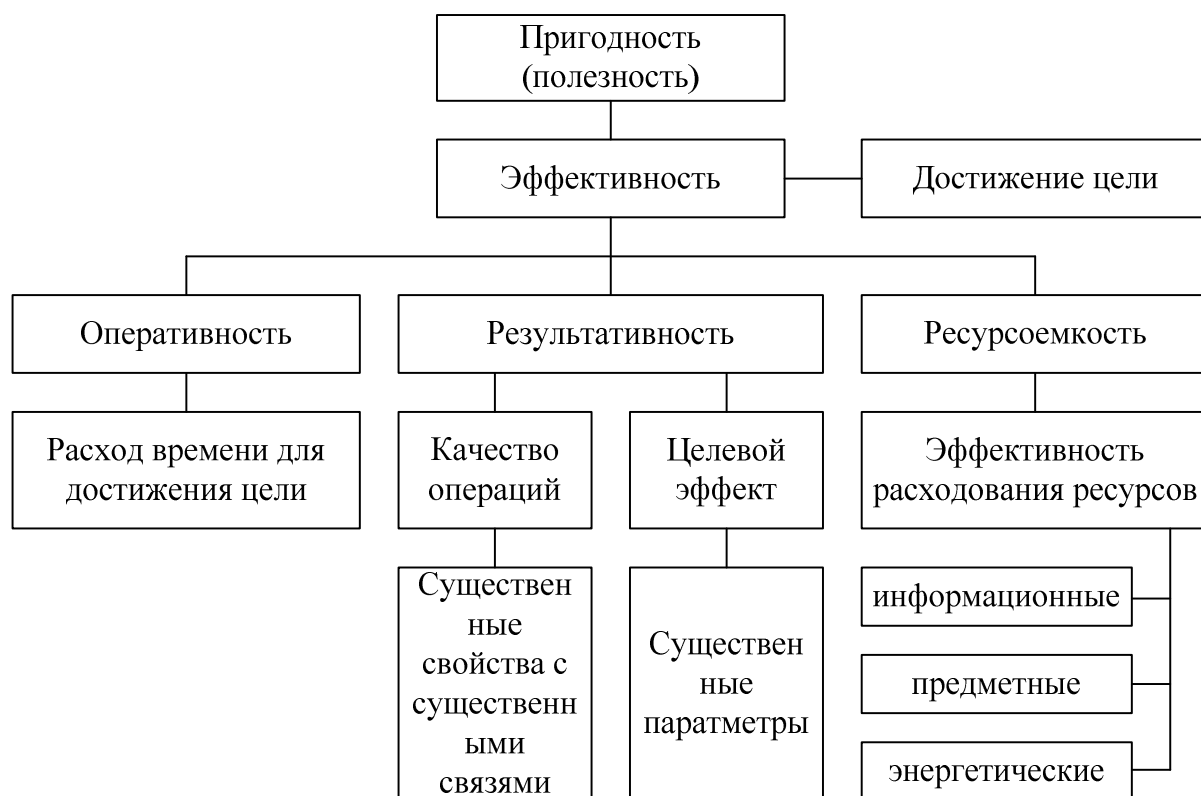 Пригодность
(полезность)
Эффективность
Достижение цели
Оперативность
Результативность
Ресурсоемкость
Расход времени для
достижения цели
Качество
операций
Целевой
эффект
Эффективность
расходования ресурсов
Существен
ные
свойства с
существенн
ыми
связями
Существен
ные
паратметры
информационные
предметные
энергетические